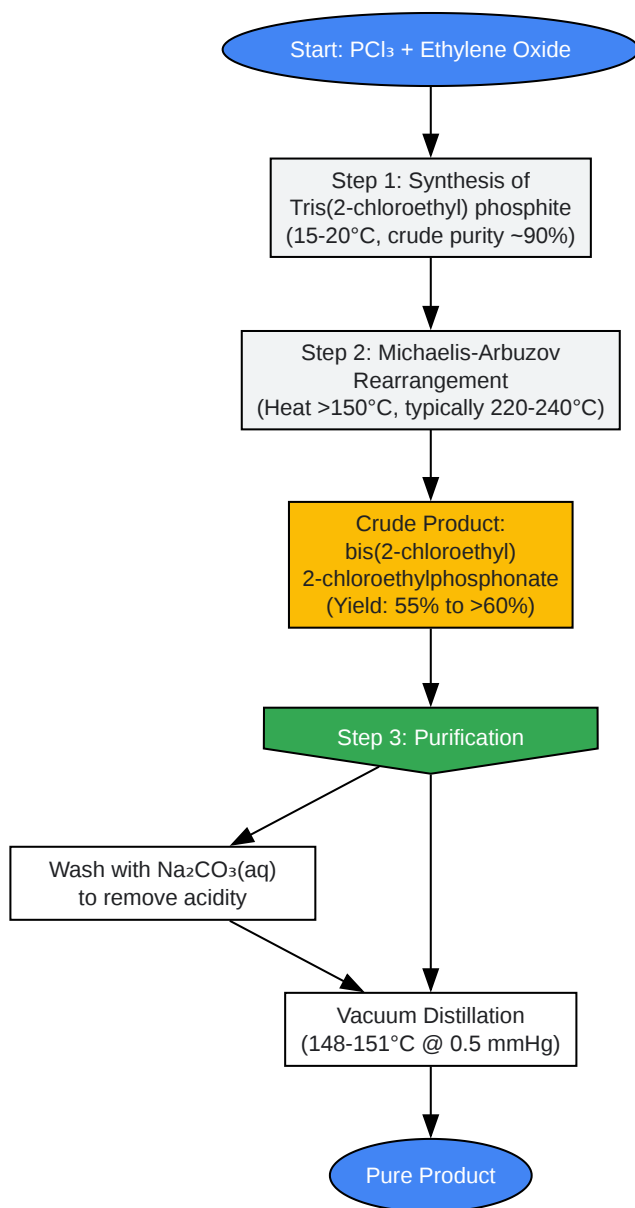 Start: PCl₃ + Ethylene Oxide
Step 1: Synthesis of
Tris(2-chloroethyl) phosphite
(15-20°C, crude purity ~90%)
Step 2: Michaelis-Arbuzov
Rearrangement
(Heat >150°C, typically 220-240°C)
Crude Product:
bis(2-chloroethyl)
2-chloroethylphosphonate
(Yield: 55% to >60%)
Step 3: Purification
Wash with Na₂CO₃(aq)
to remove acidity
Vacuum Distillation
(148-151°C @ 0.5 mmHg)
Pure Product